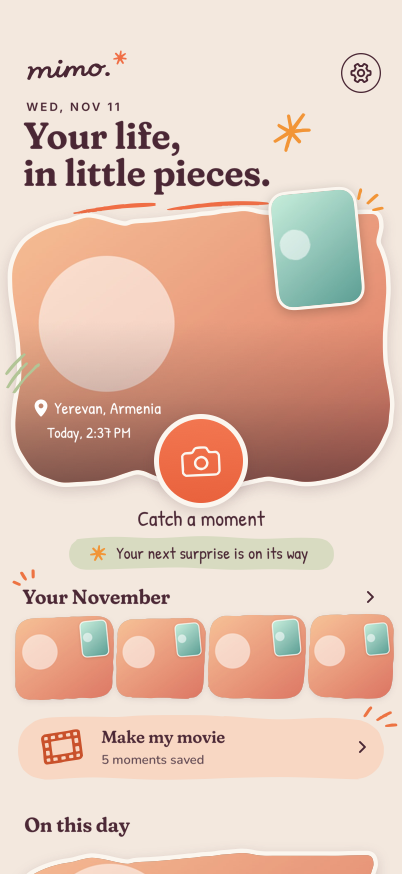 mimo.
WED, NOV 11
Your life,
in little pieces.
Yerevan, Armenia
Today, 2:37 PM
Catch a moment
Your next surprise is on its way
Your November
Make my movie
5 moments saved
On this day